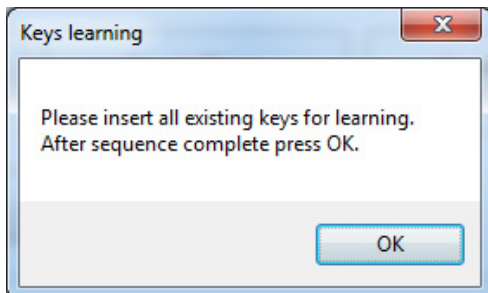 Keys learning
Please insert all existing keys for learning.
After sequence complete press OK.
OK